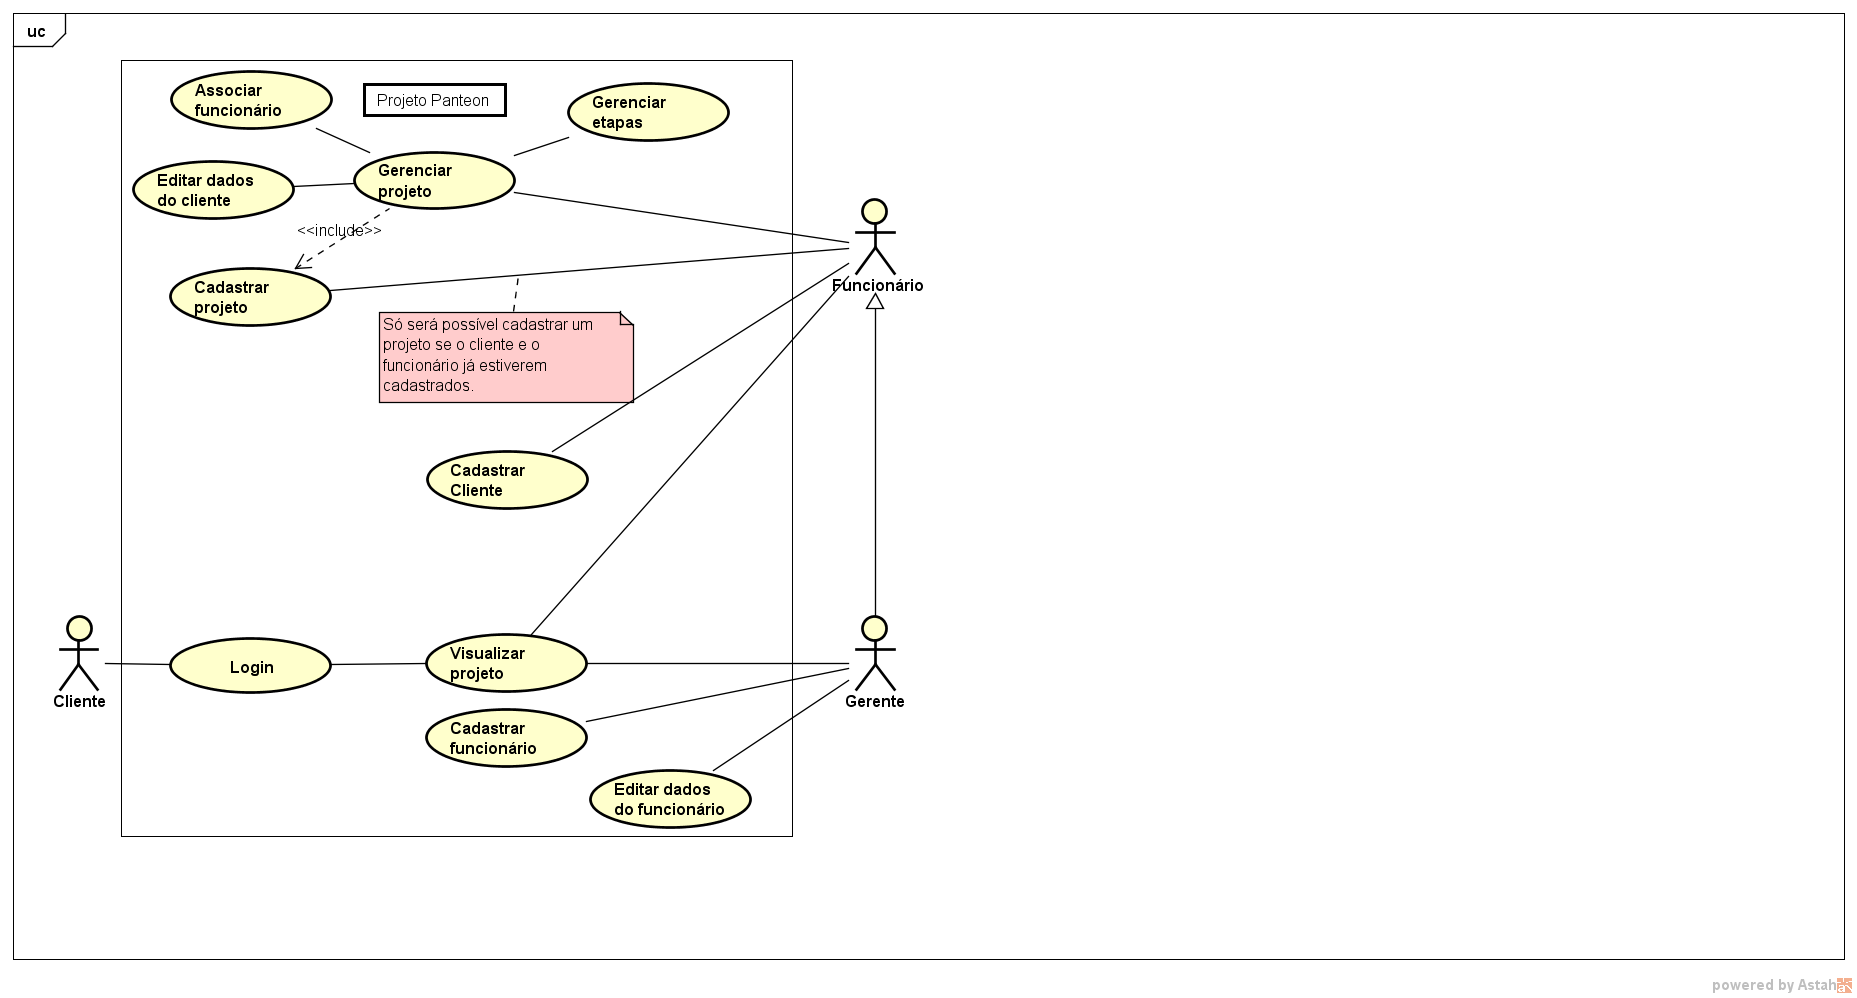 uc
Associar
funcionário
Projeto Panteon
Gerenciar
etapas
Gerenciar
projeto
Editar dados
do cliente
<<include>>
Cadastrar
projeto
Funcionário
Só será possível cadastrar um
projeto se o cliente e o
funcionário já estiverem
cadastrados.
Cadastrar
Cliente
Login
Visualizar
projeto
Cliente
Gerente
Cadastrar
funcionário
Editar dados
do funcionário
powered by Astah